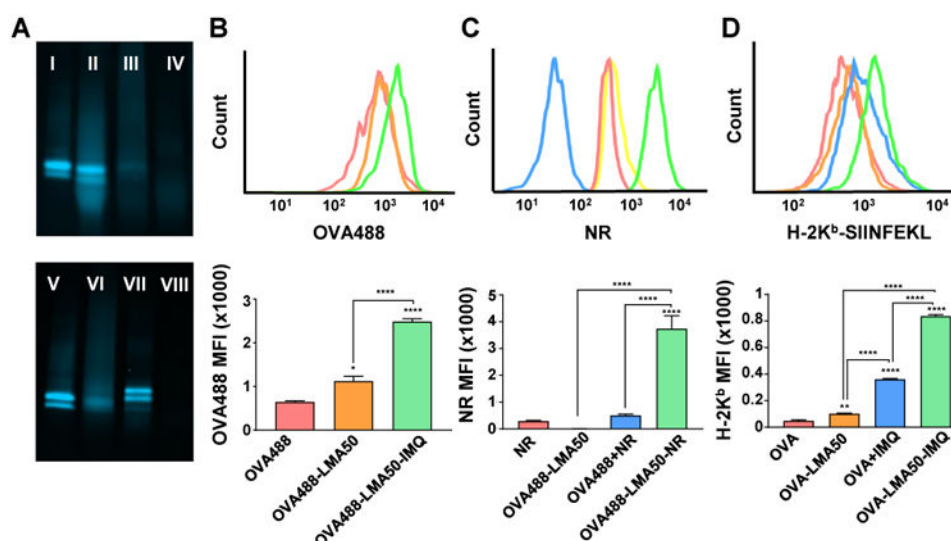 A
I II III IV
V VI VII VIII
B
Count
10¹ 10² 10³ 10⁴
OVA488
OVA488 MFI (x1000)
3
2
1
0
****
****
*
OVA488
OVA488-LMA50
OVA488-LMA50-IMQ
C
Count
10¹ 10² 10³ 10⁴
NR
NR MFI (x1000)
5
4
3
2
1
0
****
****
****
NR
OVA488-LMA50
OVA488+NR
OVA488-LMA50-NR
D
Count
10² 10³ 10⁴
H-2Kᵇ-SIINFEKL
H-2Kᵇ MFI (x1000)
1
0.8
0.6
0.4
0.2
0
****
****
****
****
**
OVA
OVA-LMA50
OVA+IMQ
OVA-LMA50-IMQ